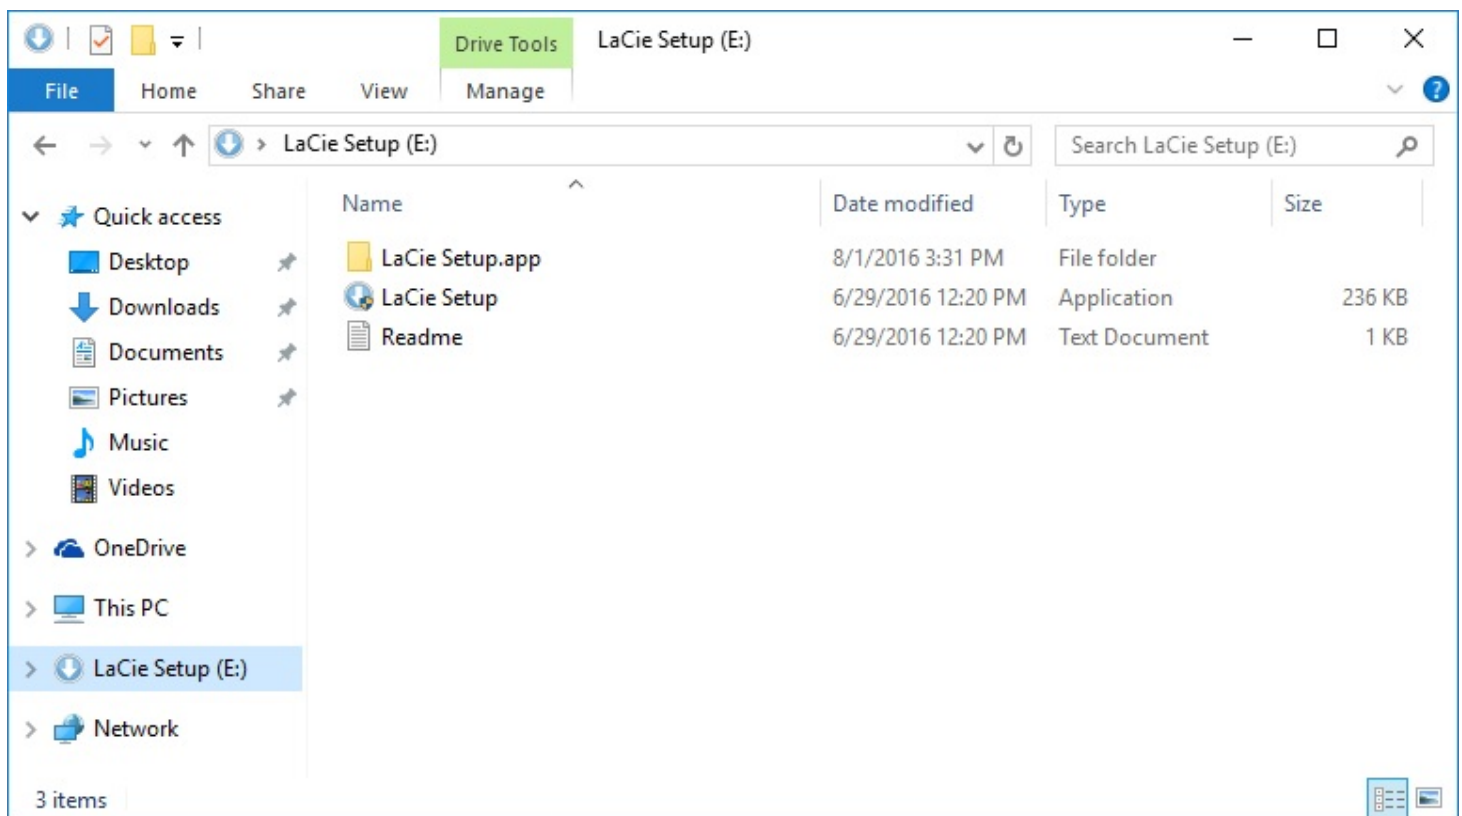 Drive Tools LaCie Setup (E:)
File Home Share View Manage
LaCie Setup (E:) Search LaCie Setup (E:)
Name Date modified Type Size
Quick access
Desktop
Downloads
Documents
Pictures
Music
Videos
OneDrive
This PC
LaCie Setup (E:)
Network
LaCie Setup.app 8/1/2016 3:31 PM File folder
LaCie Setup 6/29/2016 12:20 PM Application 236 KB
Readme 6/29/2016 12:20 PM Text Document 1 KB
3 items